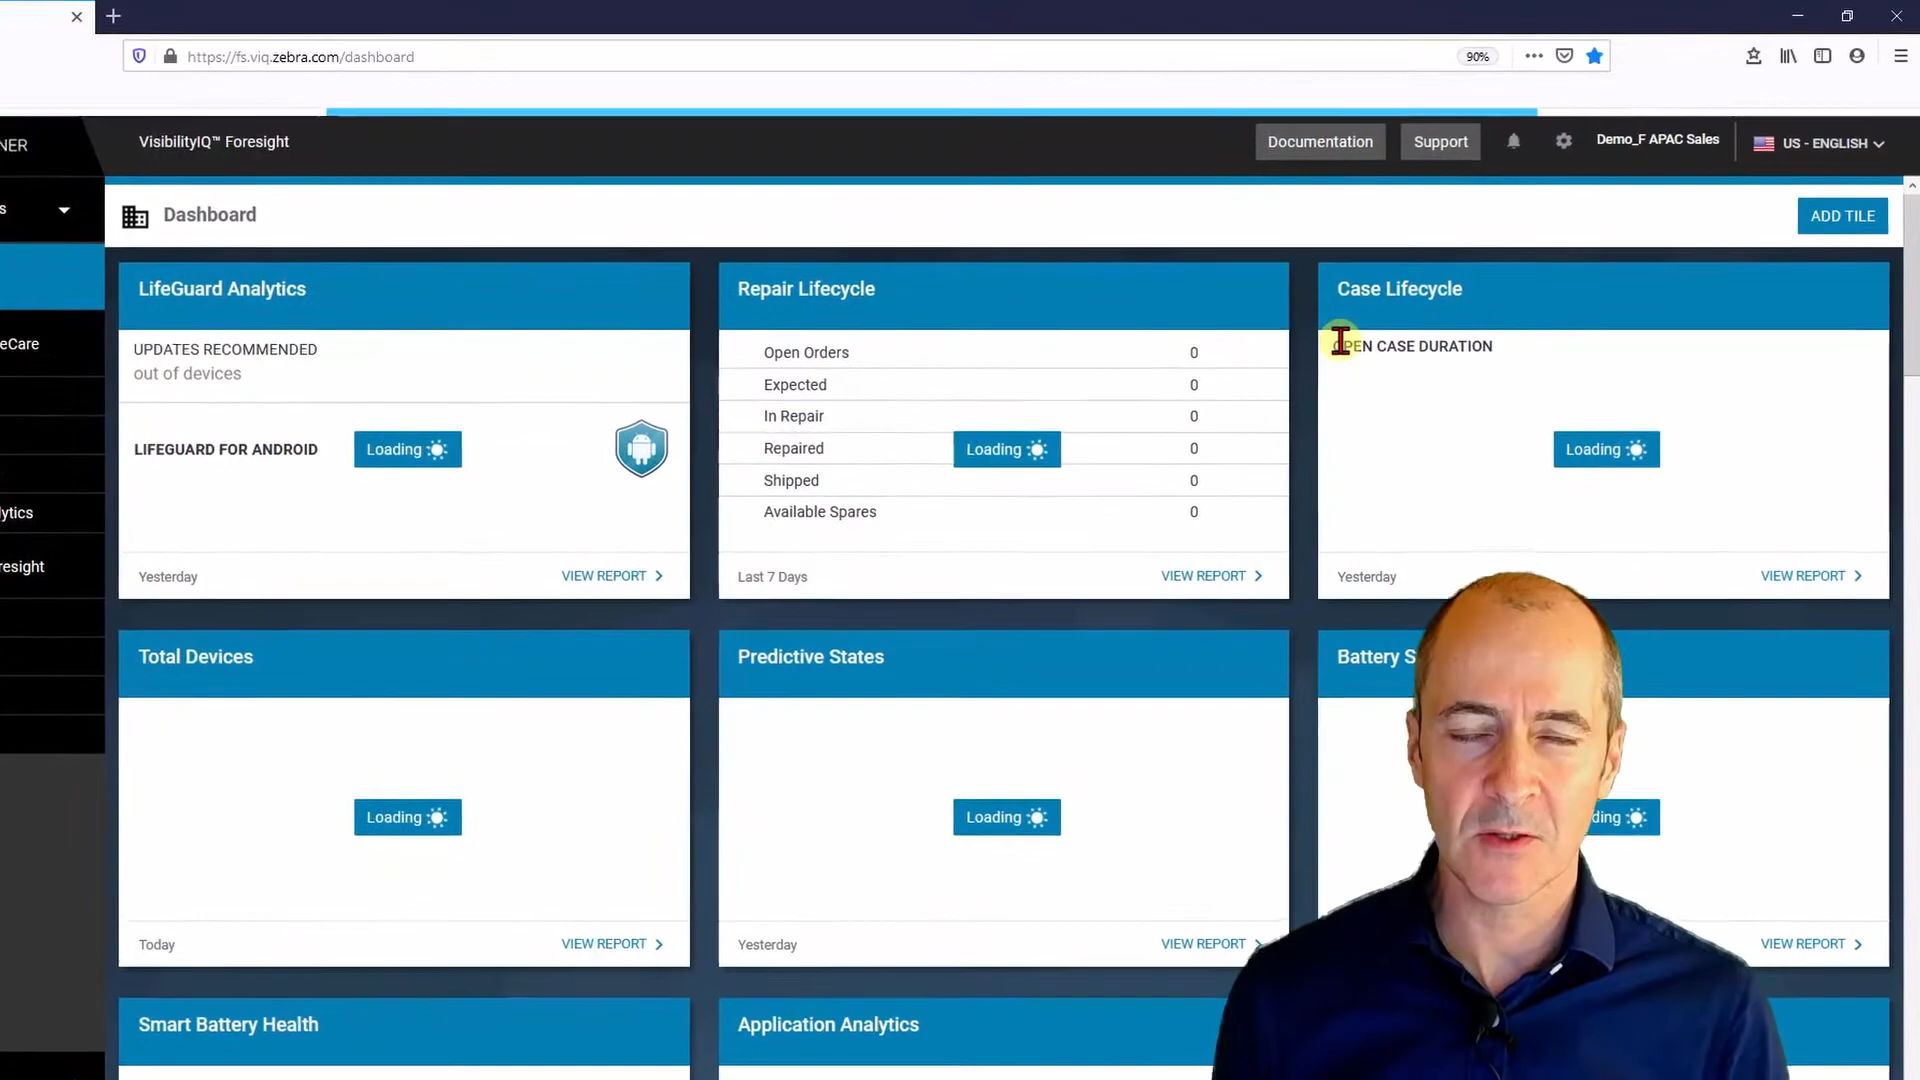 https://fs.viq.zebra.com/dashboard
90%
NER
VisibilityIQ™ Foresight
Documentation
Support
Demo_F APAC Sales
US - ENGLISH
s
Dashboard
ADD TILE
eCare
lytics
resight
LifeGuard Analytics
UPDATES RECOMMENDED
out of devices
LIFEGUARD FOR ANDROID
Loading
Yesterday
VIEW REPORT
Repair Lifecycle
Open Orders 0
Expected 0
In Repair 0
Repaired 0
Loading
Shipped 0
Available Spares 0
Last 7 Days
VIEW REPORT
Case Lifecycle
OPEN CASE DURATION
Loading
Yesterday
VIEW REPORT
Total Devices
Loading
Today
VIEW REPORT
Predictive States
Loading
Yesterday
VIEW REPORT
Battery S
ding
VIEW REPORT
Smart Battery Health
Application Analytics